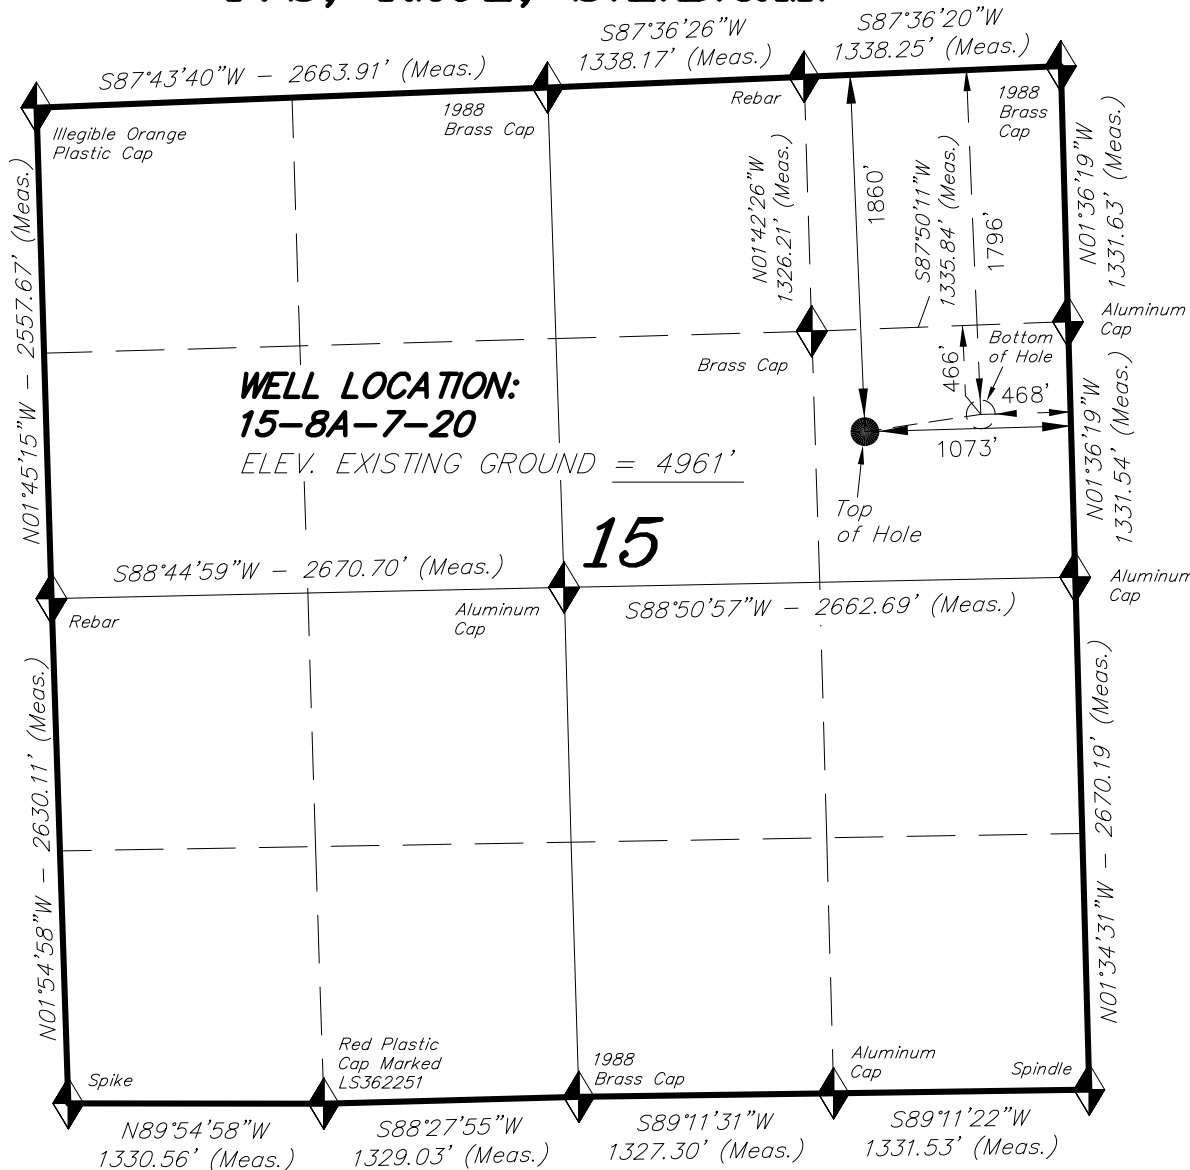 S87°43'40"W - 2663.91' (Meas.)
S87°36'26"W
1338.17' (Meas.)
S87°36'20"W
1338.25' (Meas.)
Illegible Orange
Plastic Cap
1988
Brass Cap
Rebar
1988
Brass
Cap
N01°45'15"W - 2557.67' (Meas.)
N01°42'26"W
1326.21' (Meas.)
1860'
S87°50'11"W
1335.84' (Meas.)
1796'
N01°36'19"W
1331.63' (Meas.)
Aluminum
Cap
Brass Cap
466'
Bottom
of Hole
468'
1073'
Top
of Hole
N01°36'19"W
1331.54' (Meas.)
WELL LOCATION:
15-8A-7-20
ELEV. EXISTING GROUND = 4961'
15
S88°44'59"W - 2670.70' (Meas.)
S88°50'57"W - 2662.69' (Meas.)
Rebar
Aluminum
Cap
Aluminum
Cap
N01°54'58"W - 2630.11' (Meas.)
N01°34'31"W - 2670.19' (Meas.)
Spike
Red Plastic
Cap Marked
LS362251
1988
Brass Cap
Aluminum
Cap
Spindle
N89°54'58"W
1330.56' (Meas.)
S88°27'55"W
1329.03' (Meas.)
S89°11'31"W
1327.30' (Meas.)
S89°11'22"W
1331.53' (Meas.)